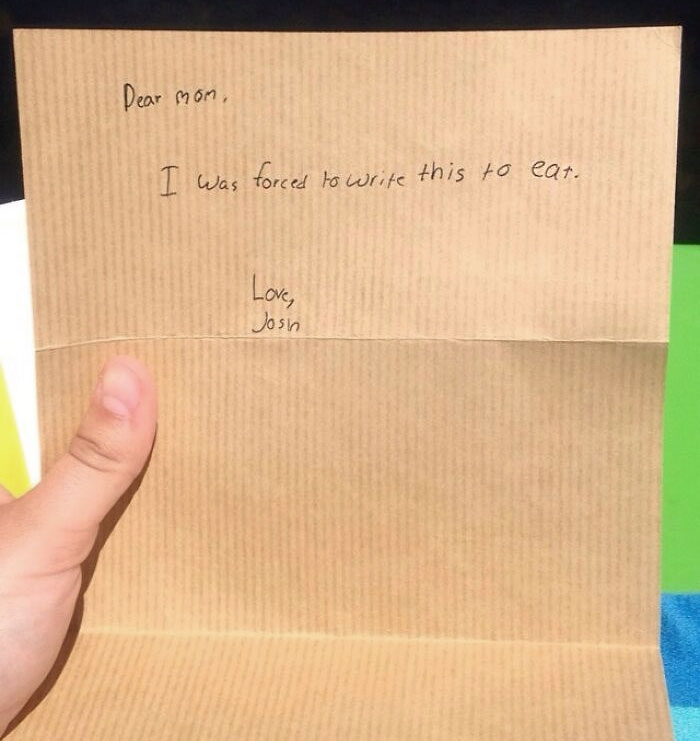 Dear mom,
I was forced to write this to eat.
Love,
Josh